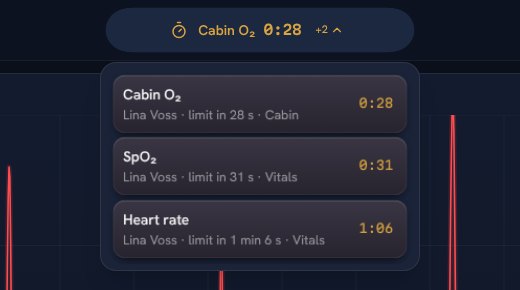 Cabin O₂ 0:28 +2
Cabin O₂
0:28
Lina Voss · limit in 28 s · Cabin
SpO₂
0:31
Lina Voss · limit in 31 s · Vitals
Heart rate
1:06
Lina Voss · limit in 1 min 6 s · Vitals